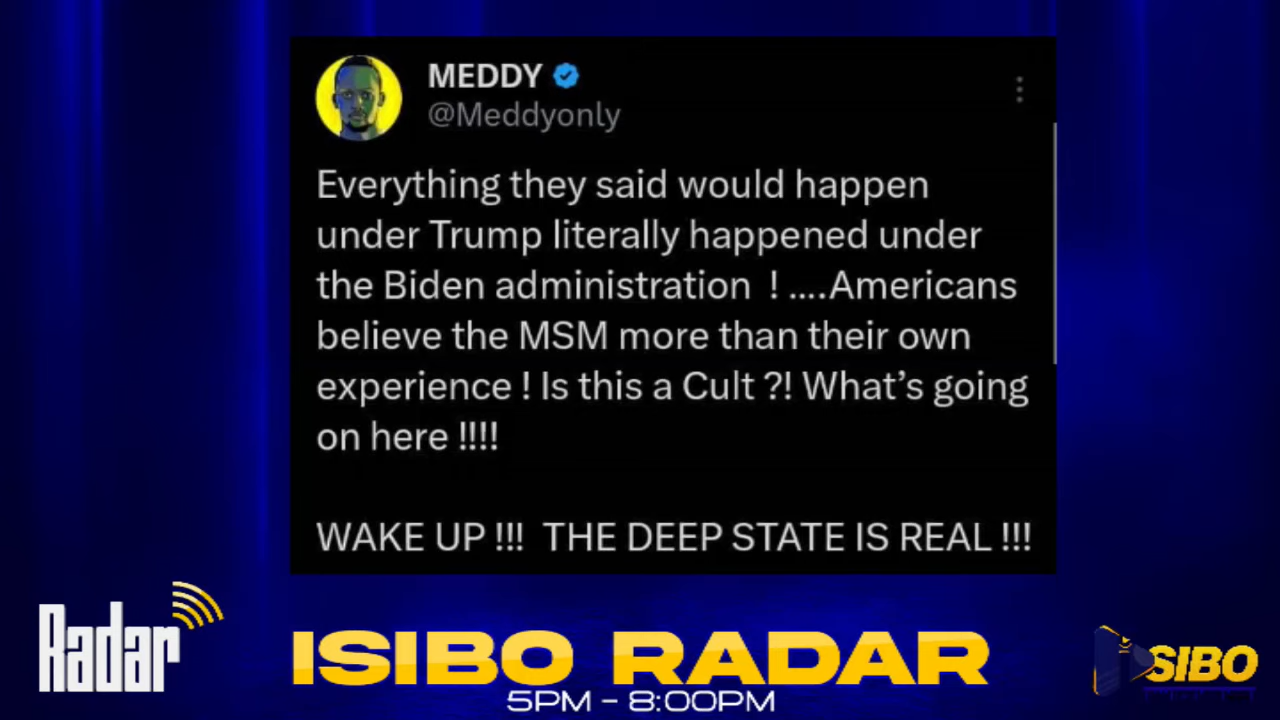 MEDDY
@Meddyonly
Everything they said would happen
under Trump literally happened under
the Biden administration  ! ....Americans
believe the MSM more than their own
experience ! Is this a Cult ?! What’s going
on here !!!!
WAKE UP !!!  THE DEEP STATE IS REAL !!!
Radar
ISIBO RADAR
5PM - 8:00PM
SIBO